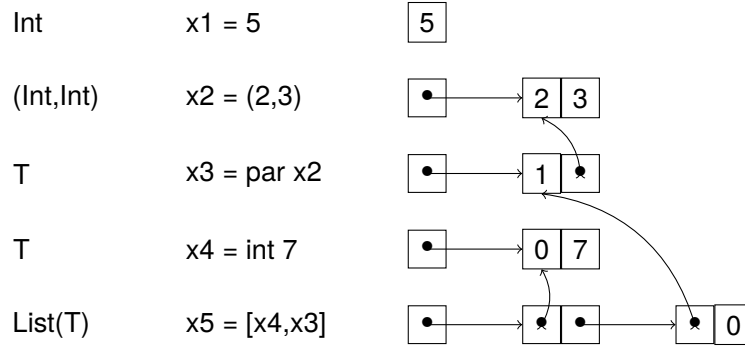 Int x1 = 5 5
(Int,Int) x2 = (2,3) 2 3
T x3 = par x2 1
T x4 = int 7 0 7
List(T) x5 = [x4,x3] 0